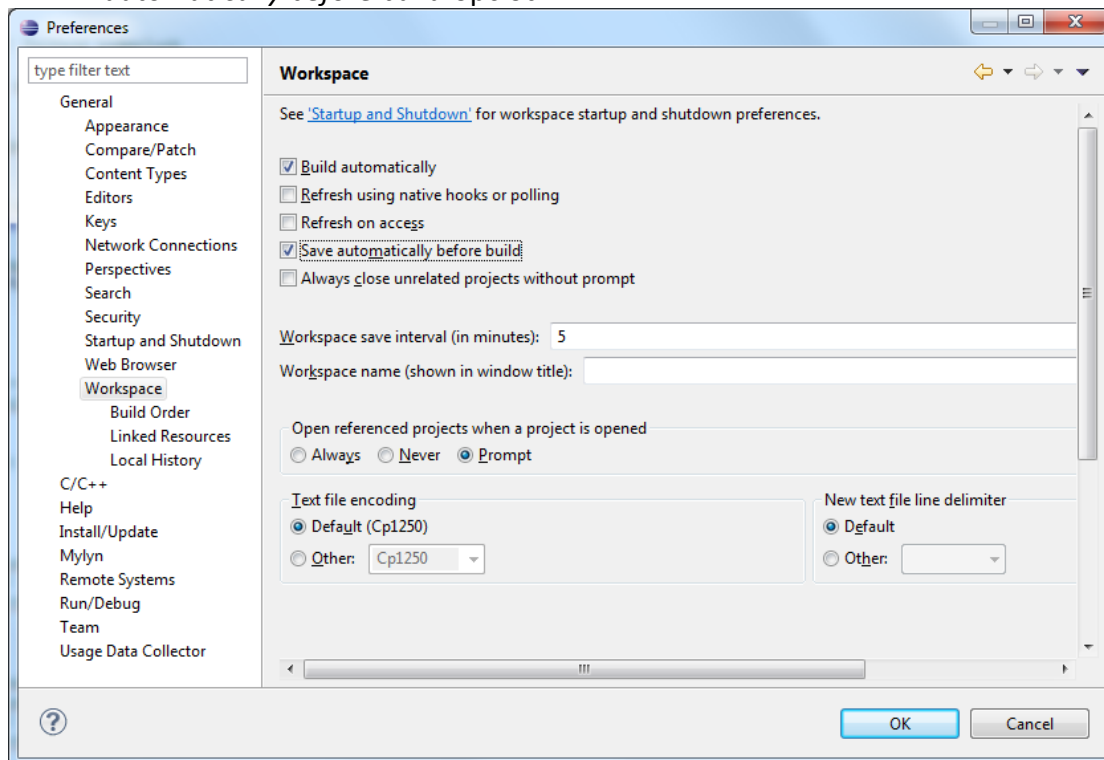 automatically before build" option
Preferences
type filter text
General
Appearance
Compare/Patch
Content Types
Editors
Keys
Network Connections
Perspectives
Search
Security
Startup and Shutdown
Web Browser
Workspace
Build Order
Linked Resources
Local History
C/C++
Help
Install/Update
Mylyn
Remote Systems
Run/Debug
Team
Usage Data Collector
Workspace
See 'Startup and Shutdown' for workspace startup and shutdown preferences.
Build automatically
Refresh using native hooks or polling
Refresh on access
Save automatically before build
Always close unrelated projects without prompt
Workspace save interval (in minutes): 5
Workspace name (shown in window title):
Open referenced projects when a project is opened
Always Never Prompt
Text file encoding
Default (Cp1250)
Other: Cp1250
New text file line delimiter
Default
Other:
OK Cancel